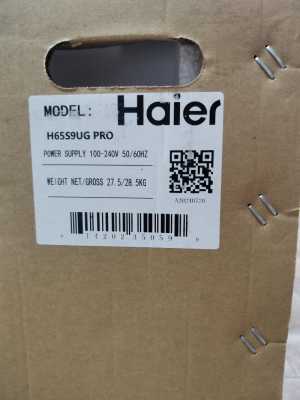 MODEL: Haier
H65S9UG PRO
POWER SUPPLY 100-240V 50/60HZ
WEIGHT NET/GROSS 27.5/28.5KG